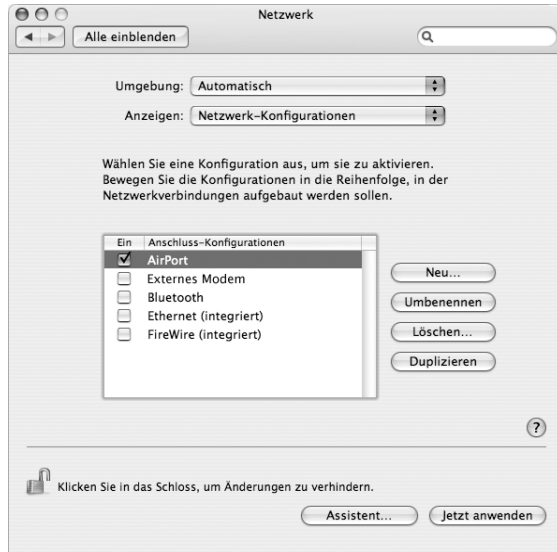 Netzwerk
Alle einblenden
Umgebung: Automatisch
Anzeigen: Netzwerk-Konfigurationen
Wählen Sie eine Konfiguration aus, um sie zu aktivieren.
Bewegen Sie die Konfigurationen in die Reihenfolge, in der
Netzwerkverbindungen aufgebaut werden sollen.
Ein Anschluss-Konfigurationen
AirPort
Externes Modem
Bluetooth
Ethernet (integriert)
FireWire (integriert)
Neu...
Umbenennen
Löschen...
Duplizieren
?
Klicken Sie in das Schloss, um Änderungen zu verhindern.
Assistent... Jetzt anwenden